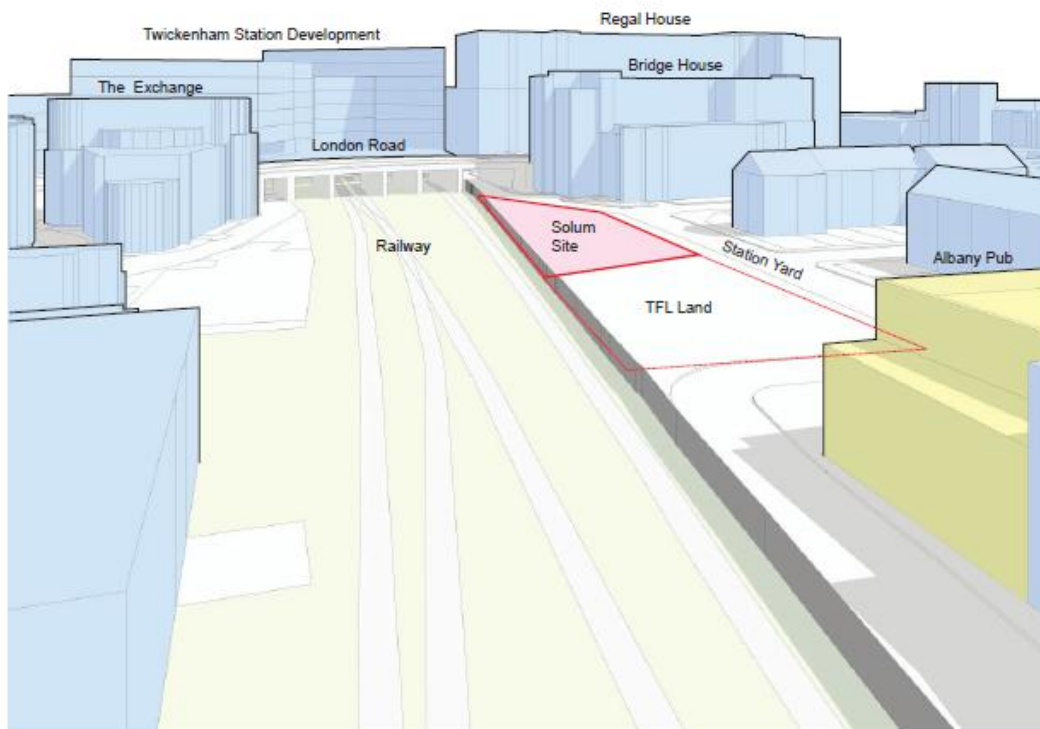 Regal House
Twickenham Station Development
Bridge House
The Exchange
London Road
Solum
Site
Railway
Station Yard
Albany Pub
TFL Land